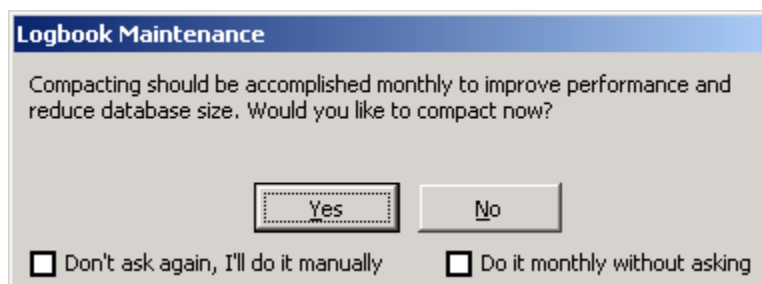 Logbook Maintenance
Compacting should be accomplished monthly to improve performance and
reduce database size. Would you like to compact now?
Yes No
Don't ask again, I'll do it manually Do it monthly without asking